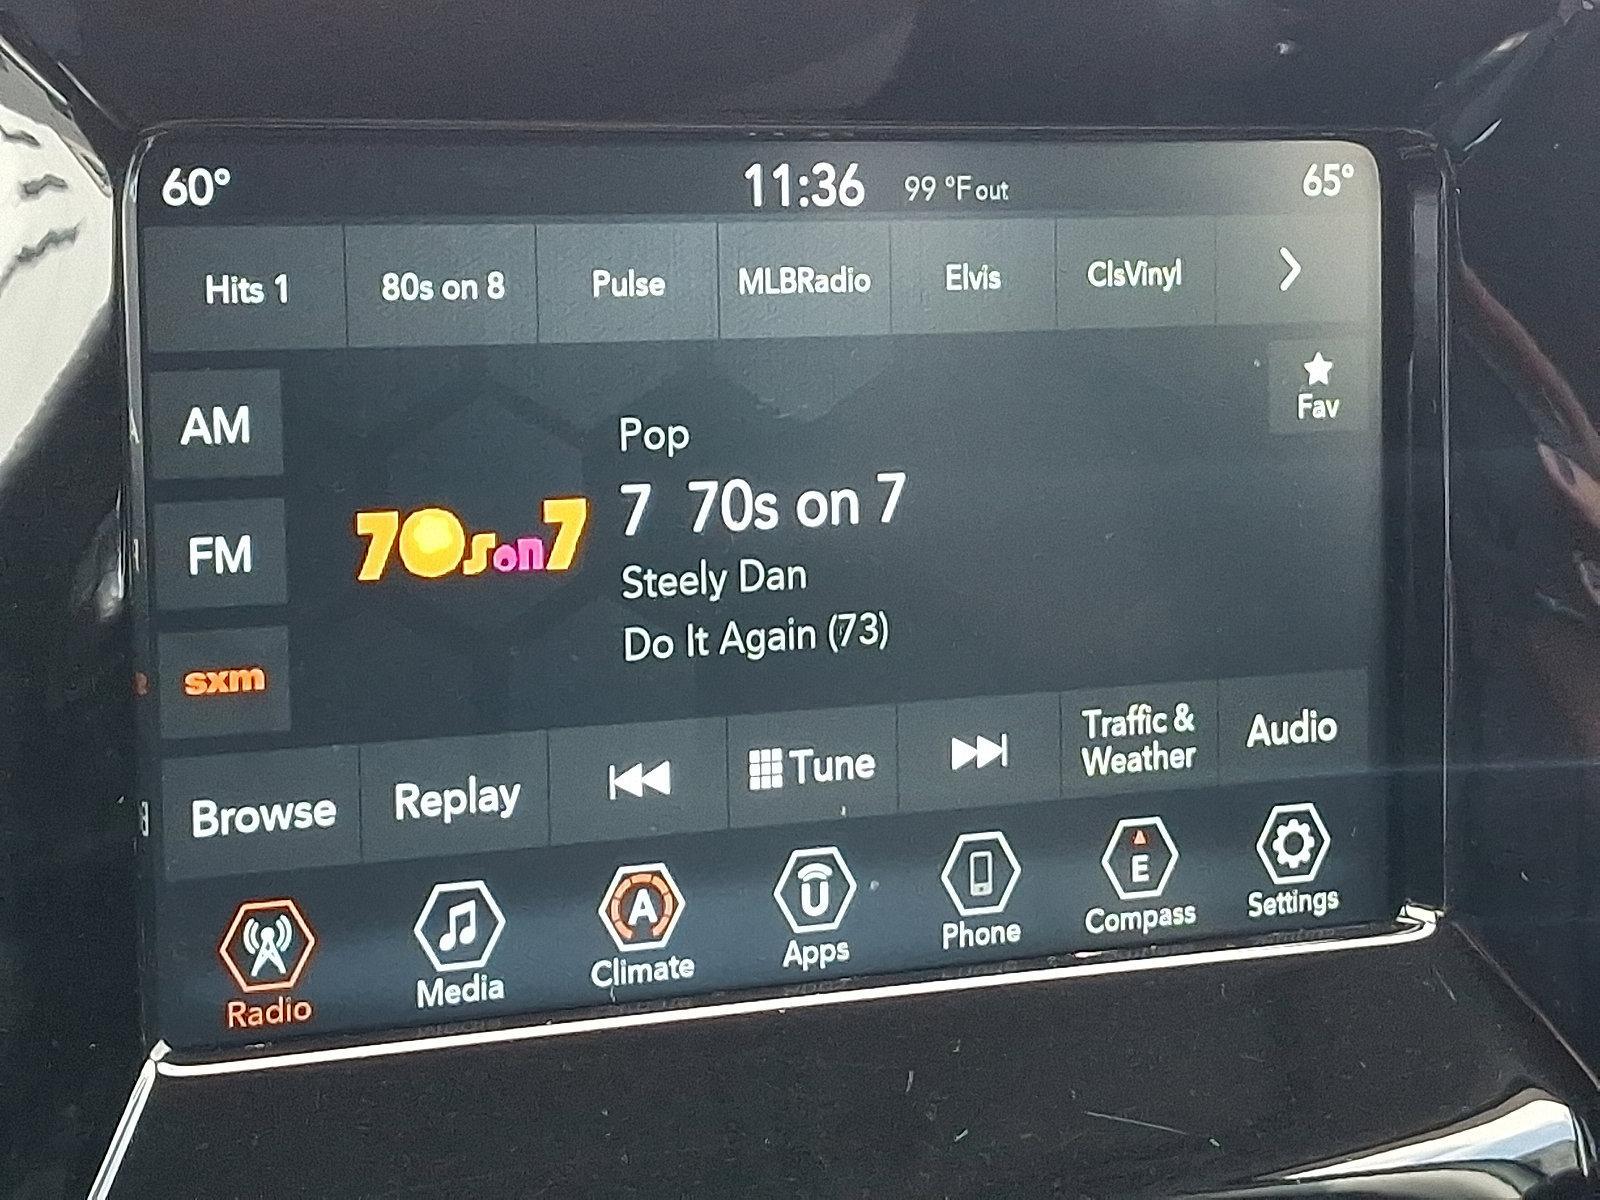 60° 11:36 99 °F out 65°
Hits 1 80s on 8 Pulse MLBRadio Elvis ClsVinyl
Fav
AM
FM
sxm
70s on 7
Pop
7 70s on 7
Steely Dan
Do It Again (73)
Browse Replay Tune Traffic & Weather Audio
A U E
Radio Media Climate Apps Phone Compass Settings